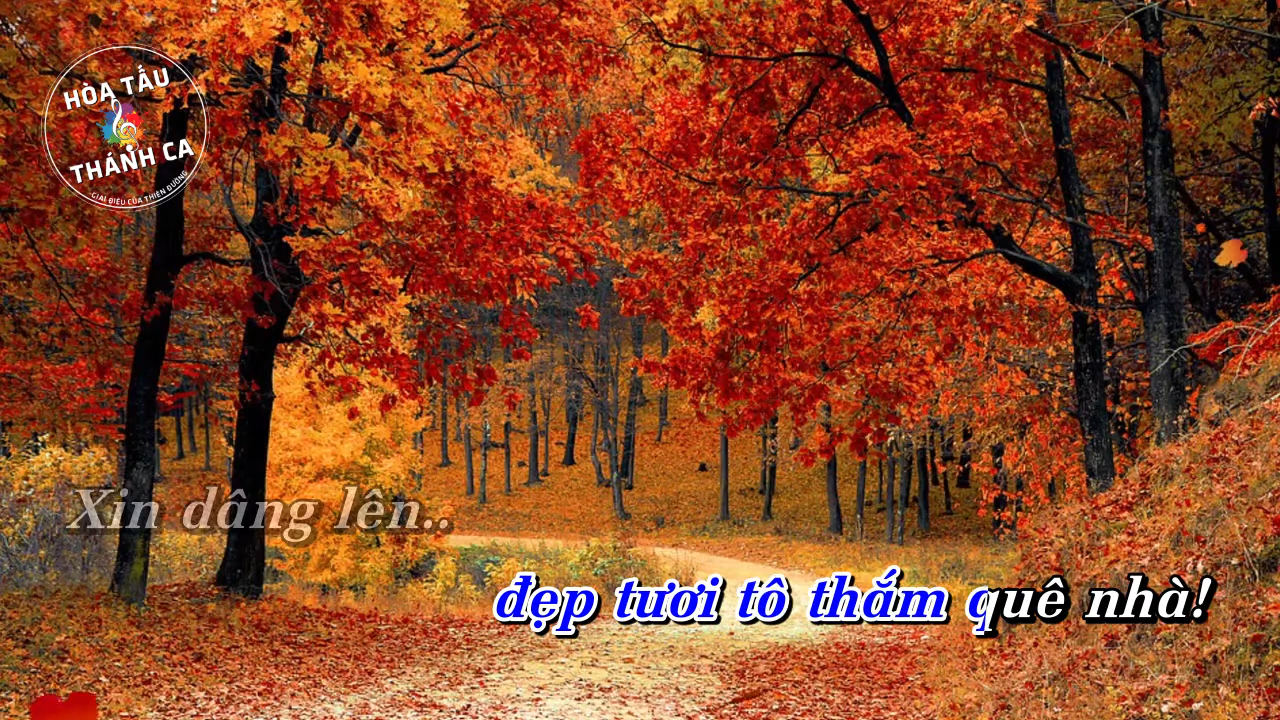 HÒA TẤU
THÁNH CA
GIAI ĐIỆU CỦA THIÊN ĐƯỜNG
Xin dâng lên..
đẹp tươi tô thắm quê nhà!